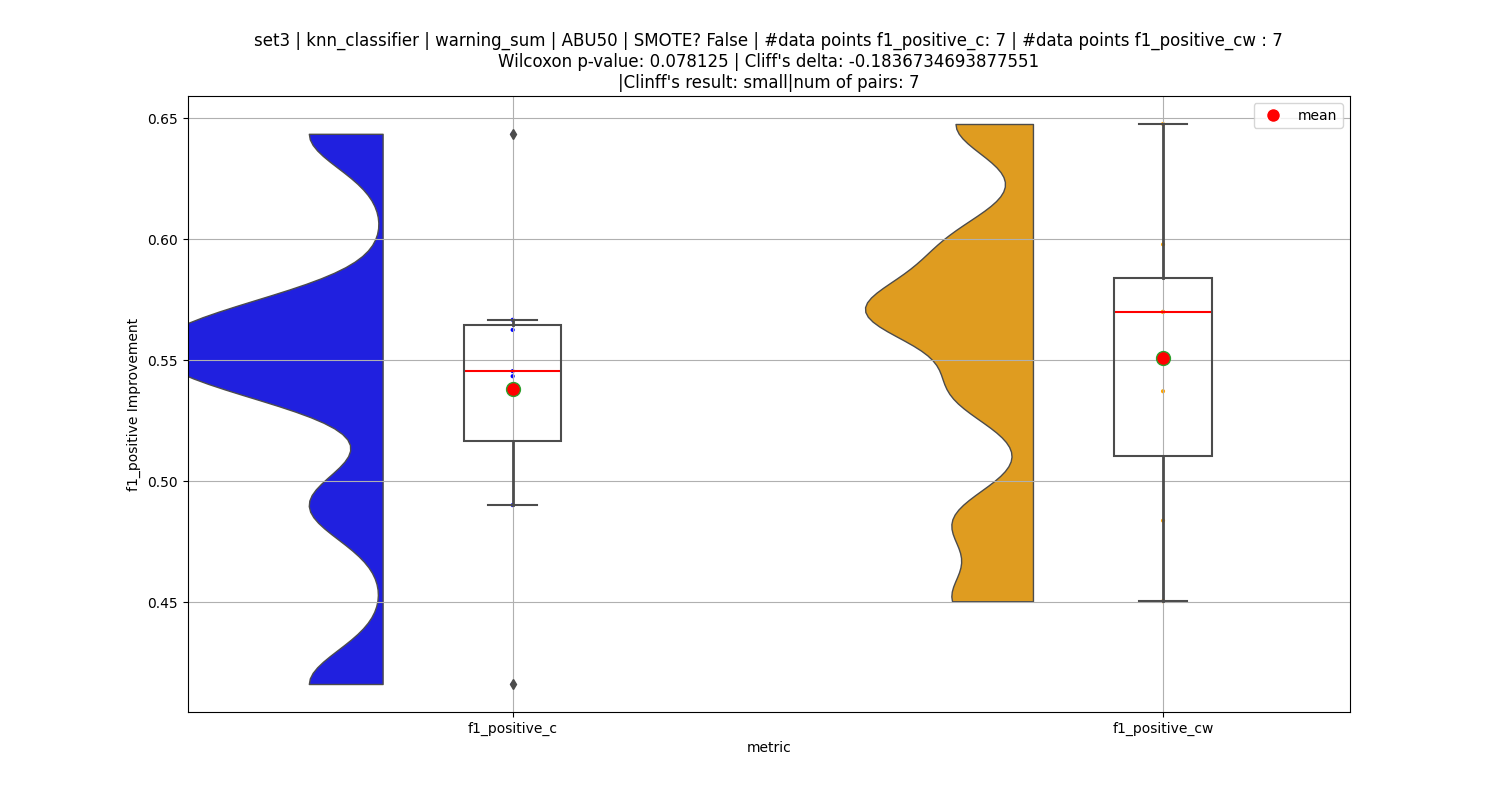 set3 | knn_classifier | warning_sum | ABU50 | SMOTE? False | #data points f1_positive_c: 7 | #data points f1_positive_cw : 7
Wilcoxon p-value: 0.078125 | Cliff's delta: -0.1836734693877551
|Clinff's result: small|num of pairs: 7
mean
0.65
0.60
0.55
0.50
0.45
f1_positive Improvement
f1_positive_c
f1_positive_cw
metric